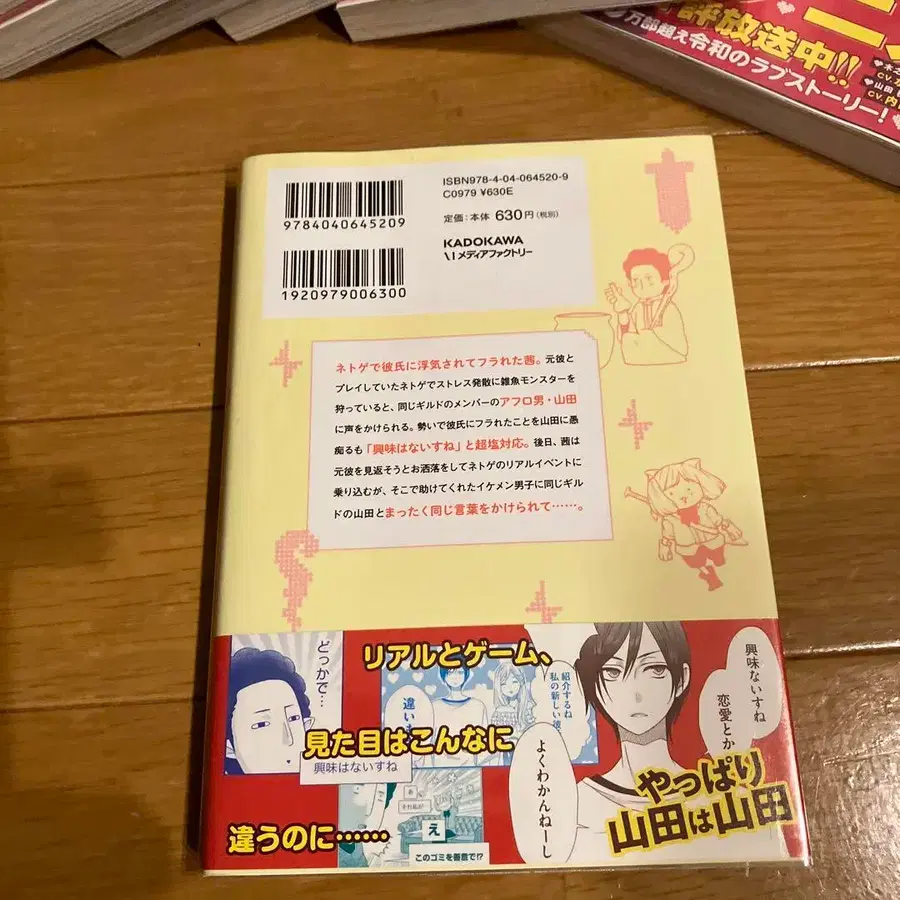 評放送中!!!
万部超え令和のラブストーリー!
ISBN978-4-04-064520-9
C0979 ¥630E
定価:本体 630円(税別)
KADOKAWA
メディアファクトリー
9784040645209
1920979006300
ネトゲで彼氏に浮気されてフラれた茜。元彼と
プレイしていたネトゲでストレス発散に雑魚モンスターを
狩っていると、同じギルドのメンバーのアフロ男・山田
に声をかけられる。勢いで彼氏にフラれたことを山田に愚
痴るも「興味はないすね」と超塩対応。後日、茜は
元彼を見返そうとお洒落をしてネトゲのリアルイベントに
乗り込むが、そこで助けてくれたイケメン男子に同じギル
ドの山田とまったく同じ言葉をかけられて……。
リアルとゲーム、
見た目はこんなに
違うのに……
やっぱり
山田は山田
どっかで…
興味はないすね
紹介するね
私の新しい彼
興味ないすね
恋愛とか
よくわかんねーし
え
このゴミを善意で!?